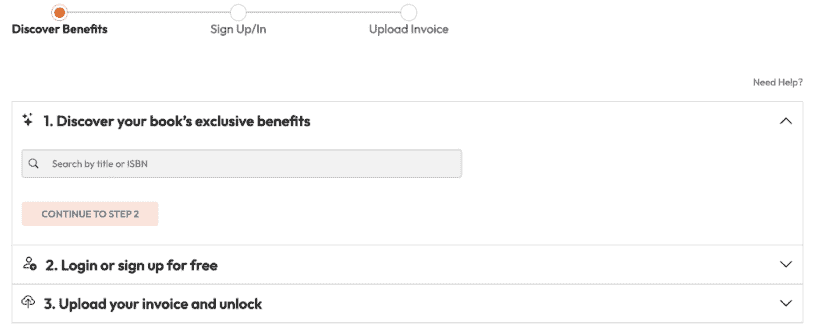 Discover Benefits
Sign Up/In
Upload Invoice
Need Help?
1. Discover your book's exclusive benefits
Search by title or ISBN
CONTINUE TO STEP 2
2. Login or sign up for free
3. Upload your invoice and unlock